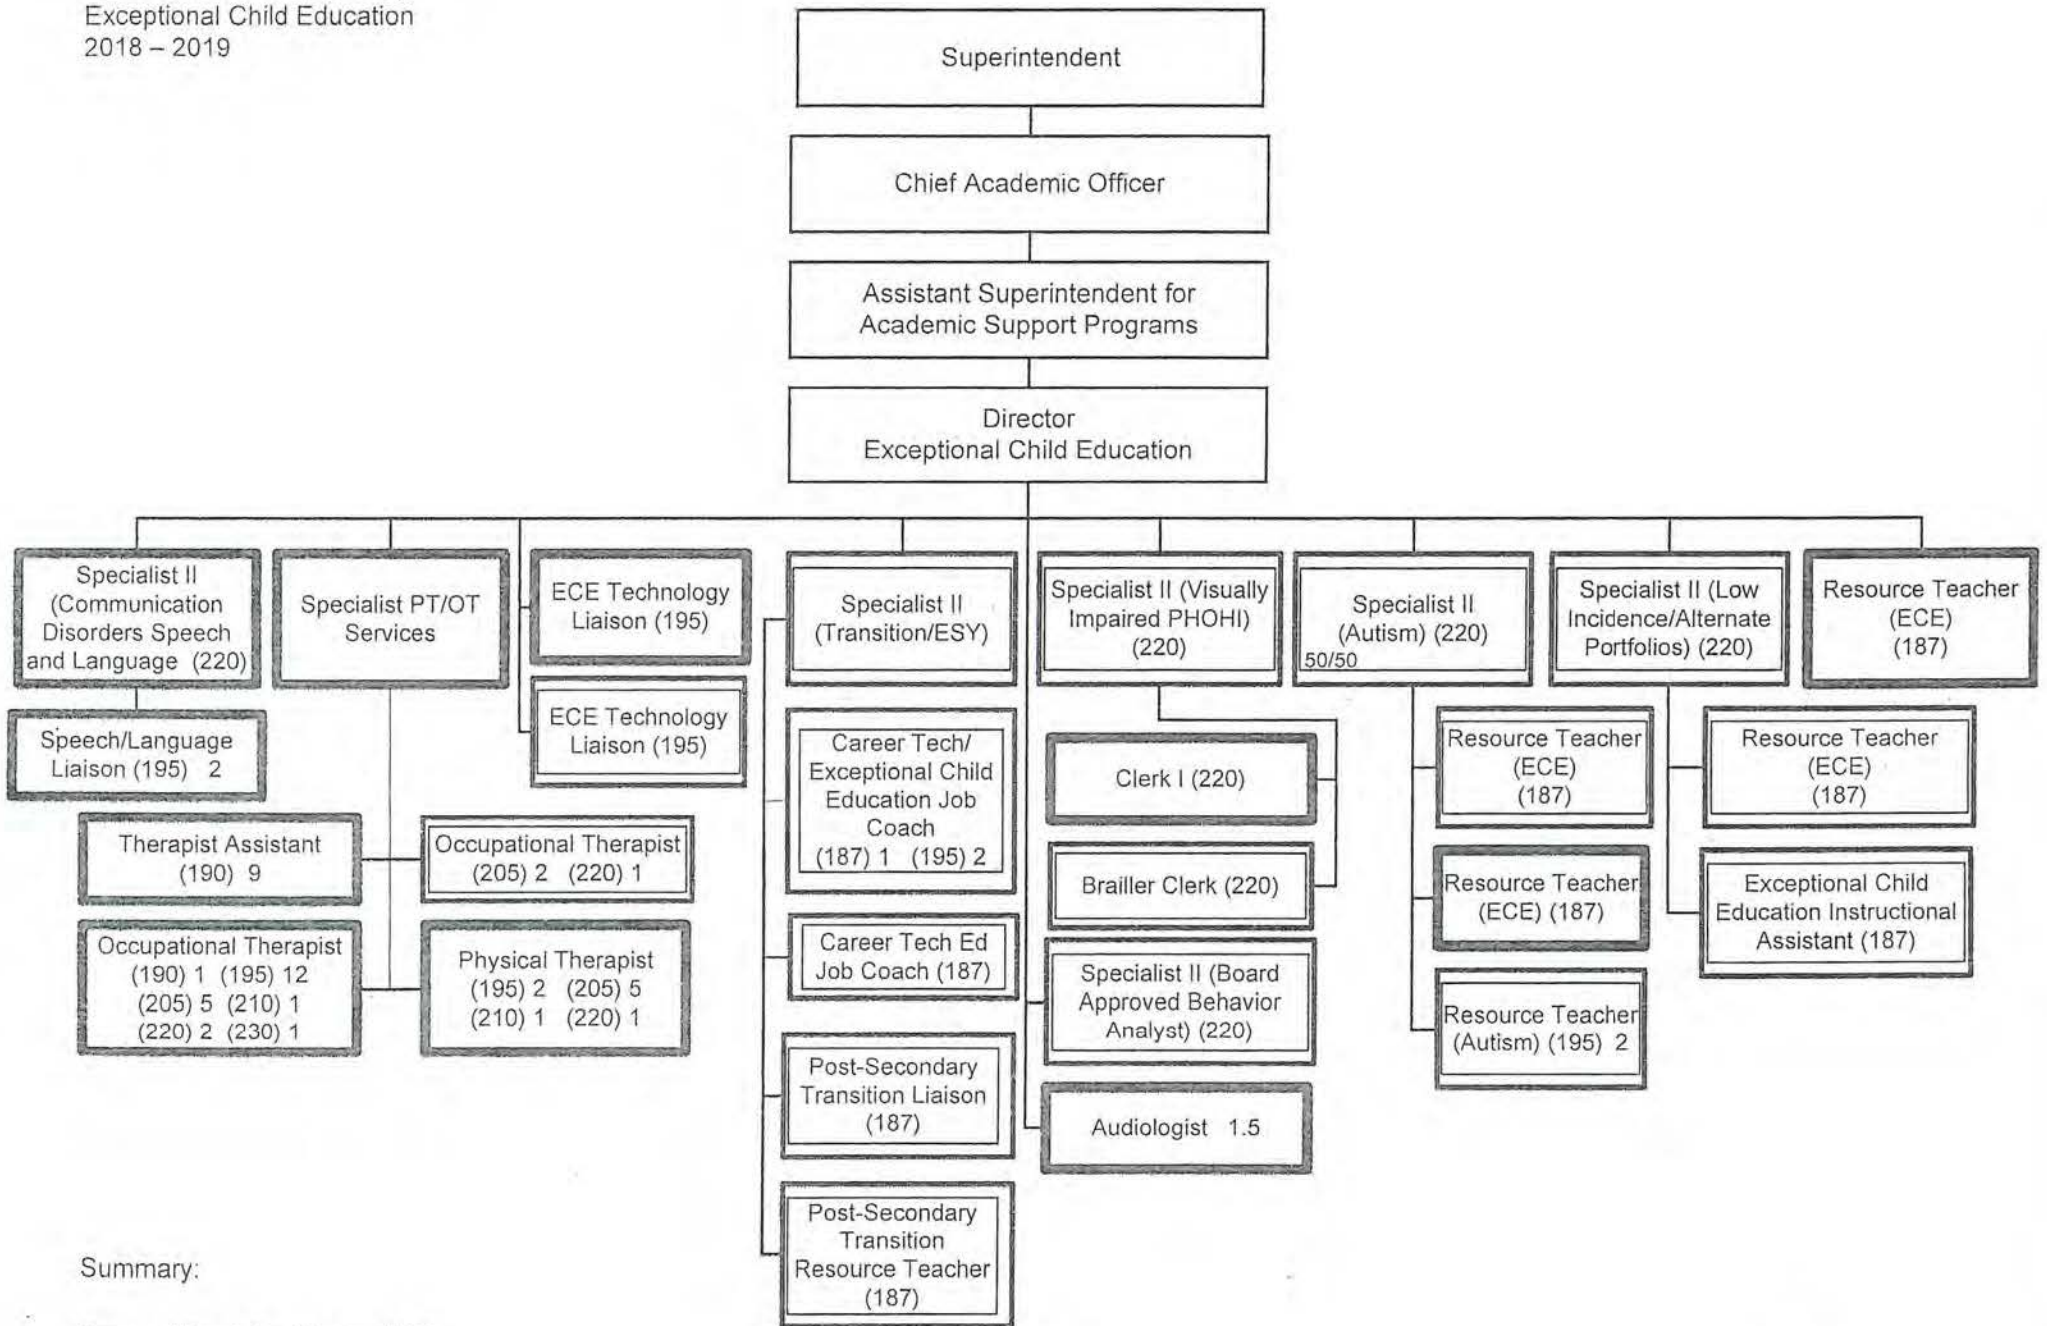 Exceptional Child Education
2018 – 2019
Superintendent
Chief Academic Officer
Assistant Superintendent for
Academic Support Programs
Director
Exceptional Child Education
Specialist II
(Communication
Disorders Speech
and Language (220)
Speech/Language
Liaison (195) 2
Specialist PT/OT
Services
Therapist Assistant
(190) 9
Occupational Therapist
(205) 2 (220) 1
Occupational Therapist
(190) 1 (195) 12
(205) 5 (210) 1
(220) 2 (230) 1
Physical Therapist
(195) 2 (205) 5
(210) 1 (220) 1
ECE Technology
Liaison (195)
ECE Technology
Liaison (195)
Specialist II
(Transition/ESY)
Career Tech/
Exceptional Child
Education Job
Coach
(187) 1 (195) 2
Career Tech Ed
Job Coach (187)
Post-Secondary
Transition Liaison
(187)
Post-Secondary
Transition
Resource Teacher
(187)
Specialist II (Visually
Impaired PHOHI)
(220)
Clerk I (220)
Brailler Clerk (220)
Specialist II (Board
Approved Behavior
Analyst) (220)
Audiologist 1.5
Specialist II
(Autism) (220)
50/50
Resource Teacher
(ECE)
(187)
Resource Teacher
(ECE) (187)
Resource Teacher
(Autism) (195) 2
Specialist II (Low
Incidence/Alternate
Portfolios) (220)
Resource Teacher
(ECE)
(187)
Exceptional Child
Education Instructional
Assistant (187)
Resource Teacher
(ECE)
(187)
Summary: